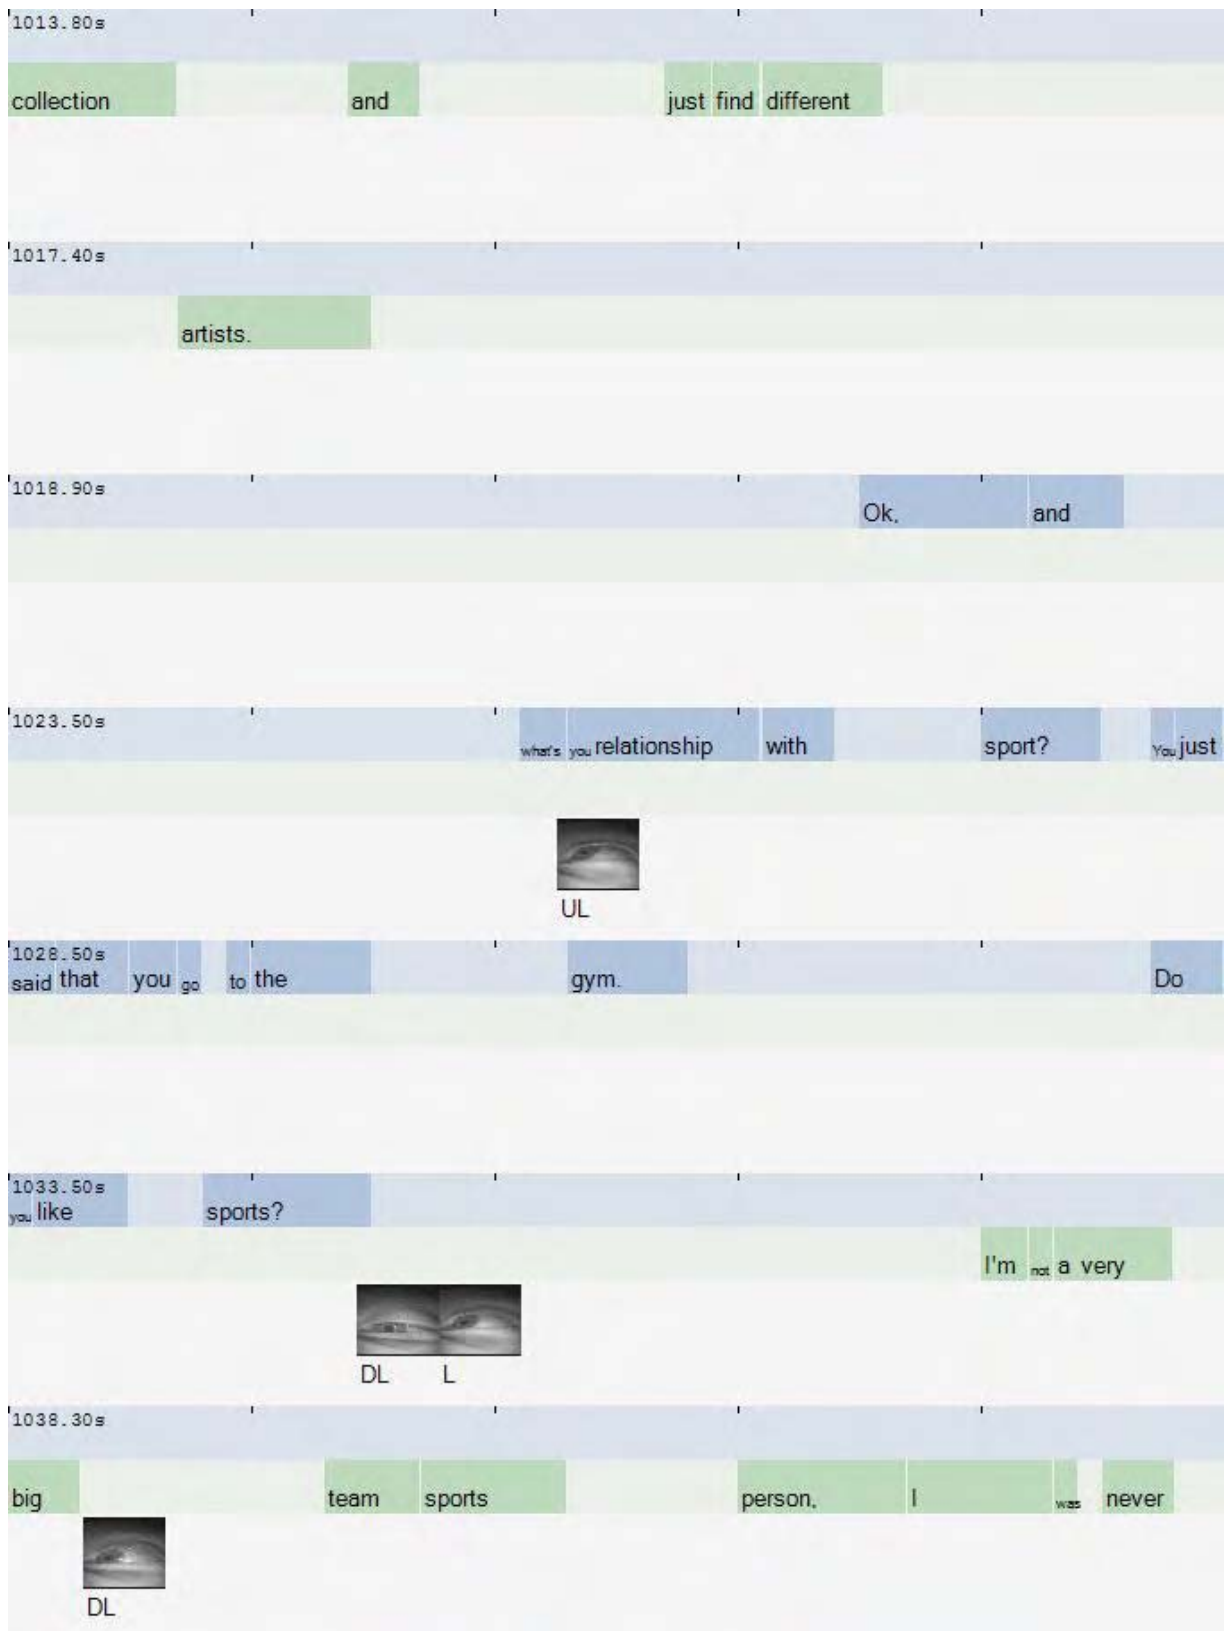 1013.80s
collection and just find different
1017.40s
artists.
1018.90s
Ok, and
1023.50s
what's you relationship with sport? You just
UL
1028.50s
said that you go to the gym. Do
1033.50s
you like sports?
I'm not a very
DL L
1038.30s
big team sports person, I was never
DL